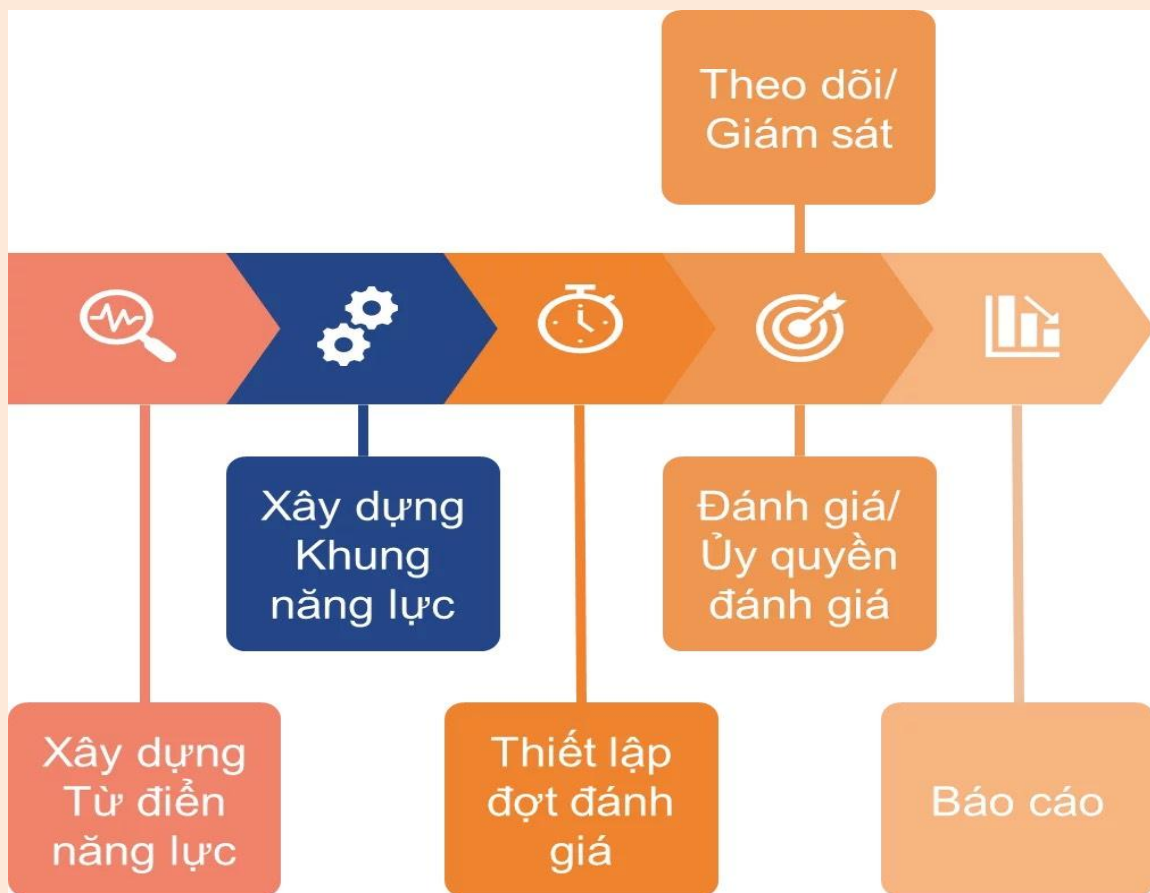 Theo dõi/
Giám sát
Xây dựng
Khung
năng lực
Đánh giá/
Ủy quyền
đánh giá
Xây dựng
Từ điển
năng lực
Thiết lập
đợt đánh
giá
Báo cáo